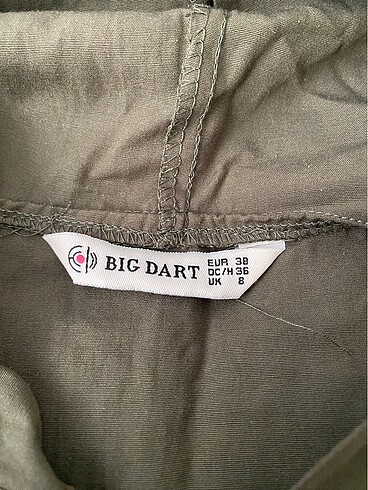 BIG DART
EUR 38
DC/H 36
UK 8